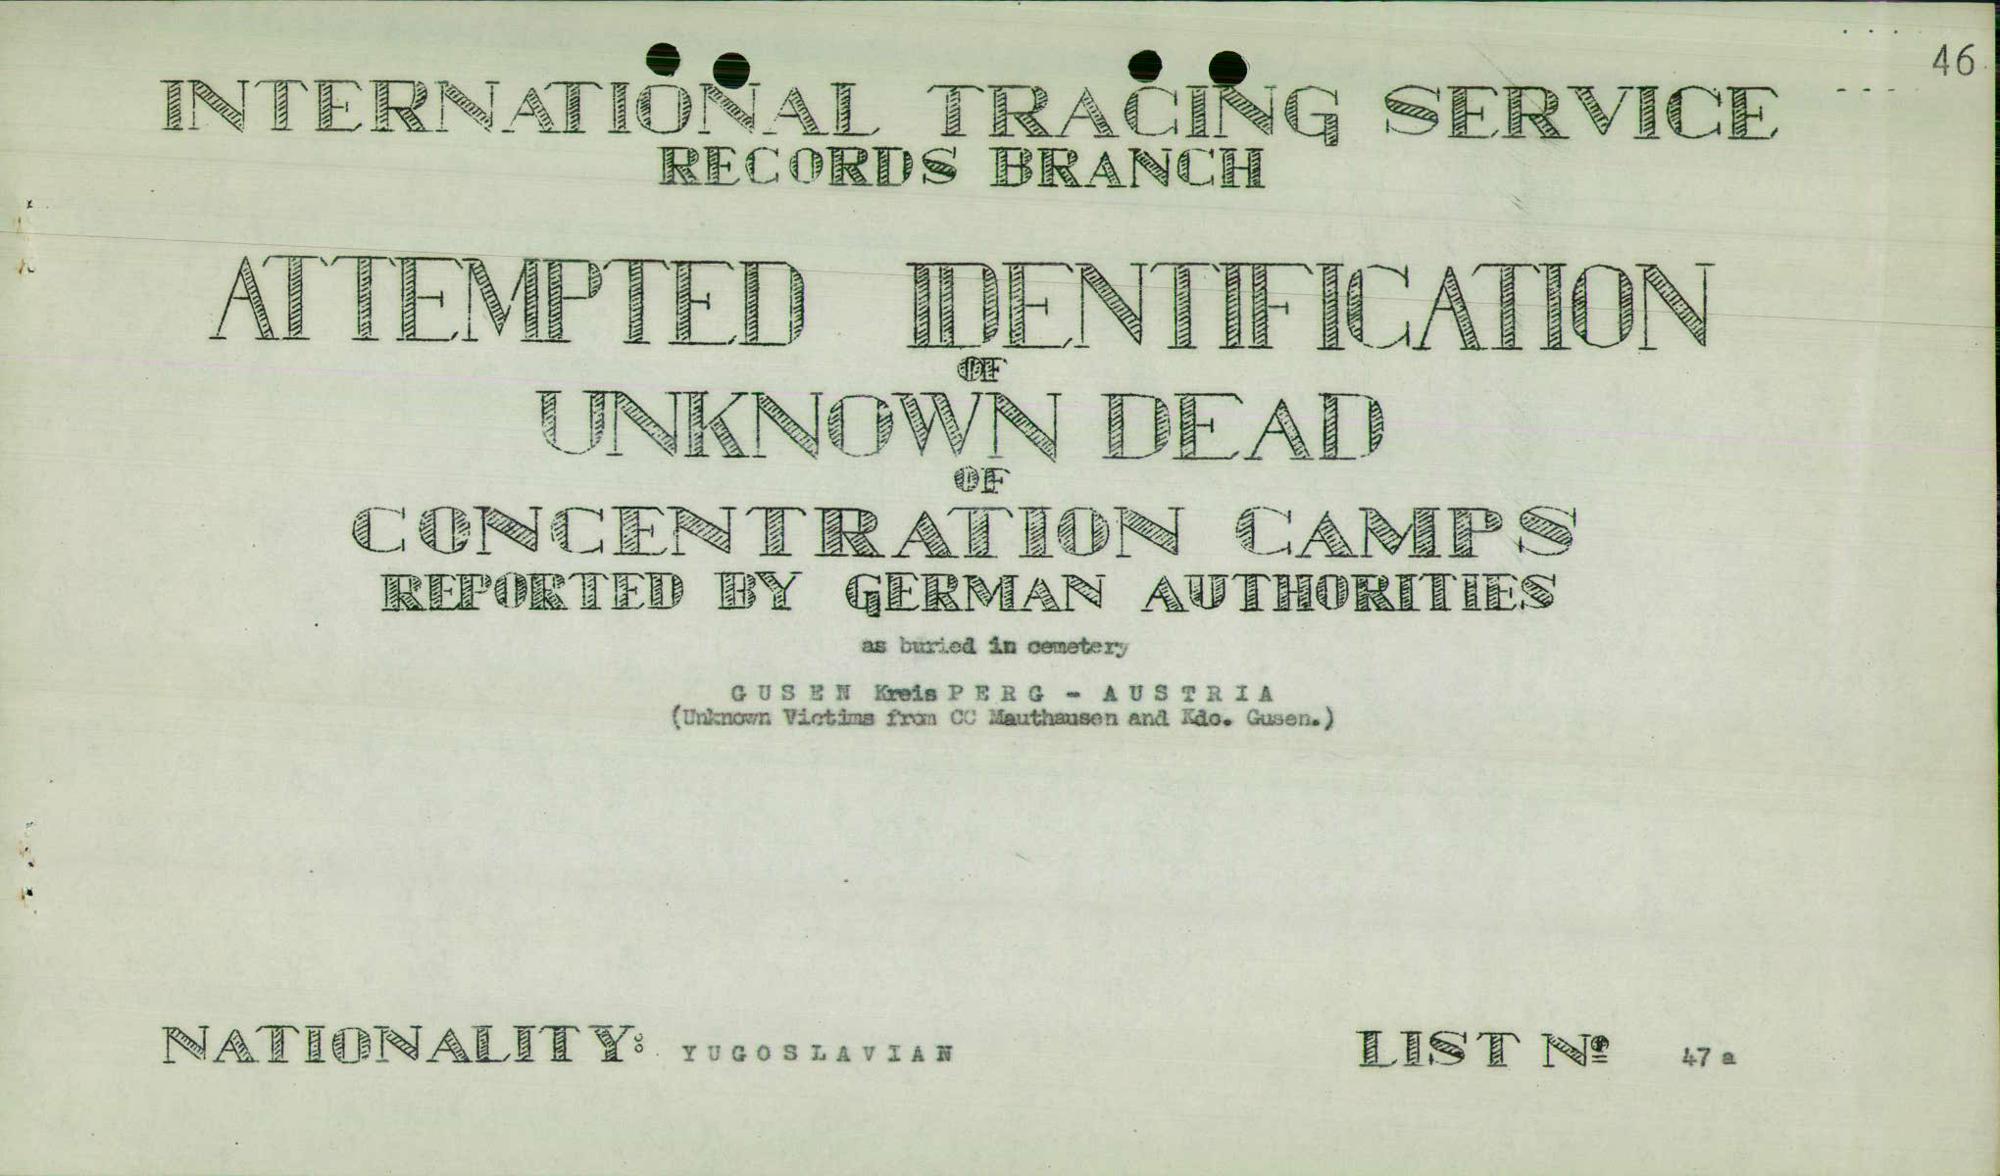 46
INTERNATIONAL TRACING SERVICE
RECORDS BRANCH
ATTEMPTED IDENTIFICATION
OF
UNKNOWN DEAD
OF
CONCENTRATION CAMPS
REPORTED BY GERMAN AUTHORITIES
as buried in cemetery
GUSEN Kreis PERG - AUSTRIA
(Unknown Victims from CC Mauthausen and Kdo. Gusen.)
NATIONALITY: YUGOSLAVIAN LIST Nº 47 a